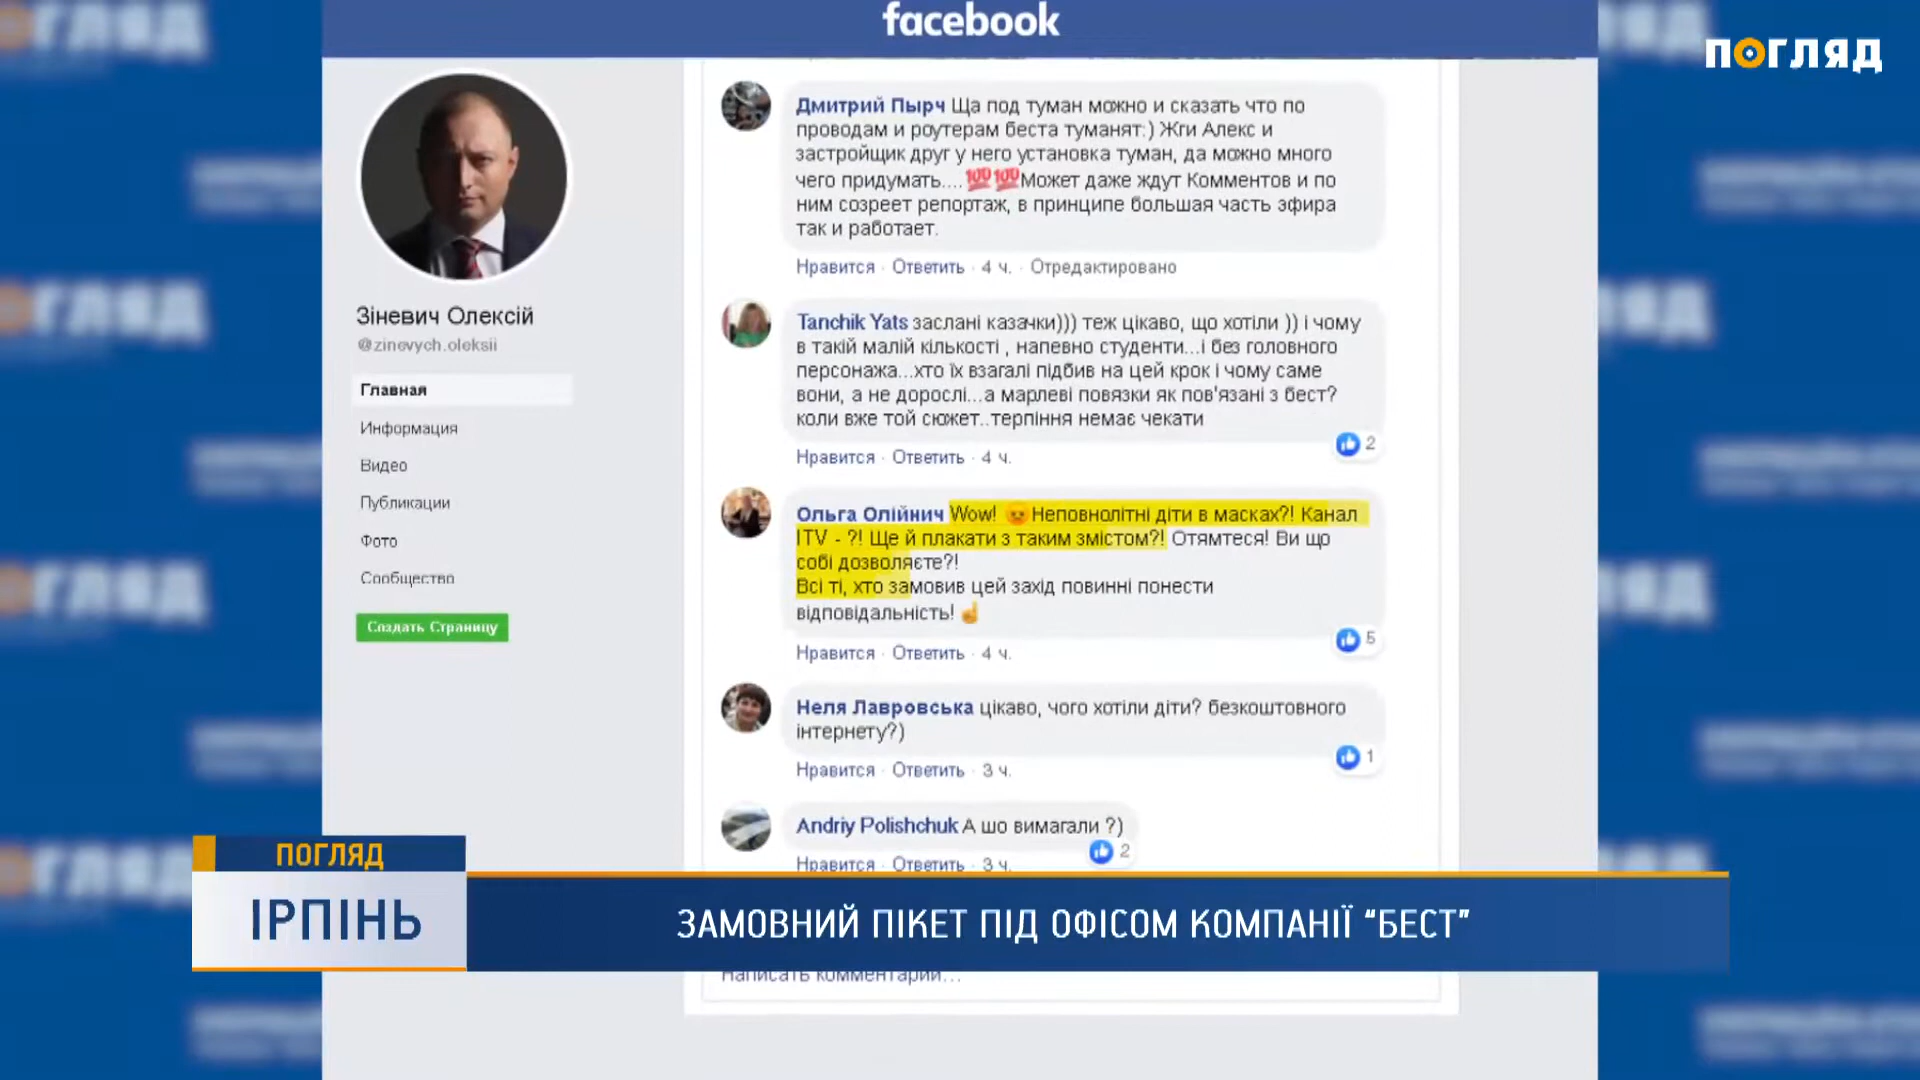 facebook
ПОГЛЯД
Дмитрий Пырч Ща под туман можно и сказать что по
проводам и роутерам беста туманят:) Жги Алекс и
застройщик друг у него установка туман, да можно много
чего придумать.... 💯💯Может даже ждут Комментов и по
ним созреет репортаж, в принципе большая часть эфира
так и работает.
Нравится · Ответить · 4 ч. · Отредактировано
Зіневич Олексій
@zinevych.oleksii
Главная
Информация
Видео
Публикации
Фото
Сообщество
Создать Страницу
Tanchik Yats заслані казачки))) теж цікаво, що хотіли )) і чому
в такій малій кількості , напевно студенти...і без головного
персонажа...хто їх взагалі підбив на цей крок і чому саме
вони, а не дорослі...а марлеві повязки як пов'язані з бест?
коли вже той сюжет..терпіння немає чекати
2
Нравится · Ответить · 4 ч.
Ольга Олійнич Wow! 😡Неповнолітні діти в масках?! Канал
ITV - ?! Ще й плакати з таким змістом?! Отямтеся! Ви що
собі дозволяєте?!
Всі ті, хто замовив цей захід повинні понести
відповідальність!☝
5
Нравится · Ответить · 4 ч.
Неля Лавровська цікаво, чого хотіли діти? безкоштовного
інтернету?)
1
Нравится · Ответить · 3 ч.
Andriy Polishchuk А шо вимагали ?)
2
Нравится · Ответить · 3 ч.
ПОГЛЯД
ІРПІНЬ
ЗАМОВНИЙ ПІКЕТ ПІД ОФІСОМ КОМПАНІЇ “БЕСТ”
Написать комментарий...